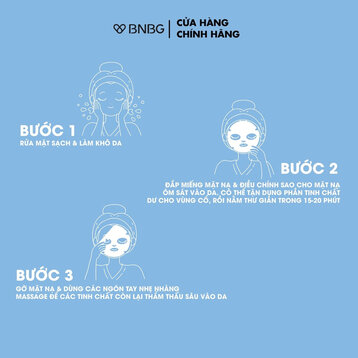 BNBG
CỬA HÀNG
CHÍNH HÃNG
BƯỚC 1
RỬA MẶT SẠCH & LÀM KHÔ DA
BƯỚC 2
ĐẮP MIẾNG MẶT NẠ & ĐIỀU CHỈNH SAO CHO MẶT NẠ
ÔM SÁT VÀO DA. CÓ THỂ TẬN DỤNG PHẦN TINH CHẤT
DƯ CHO VÙNG CỔ, RỒI NẰM THƯ GIÃN TRONG 15-20 PHÚT
BƯỚC 3
GỠ MẶT NẠ & DÙNG CÁC NGÓN TAY NHẸ NHÀNG
MASSAGE ĐỂ CÁC TINH CHẤT CÒN LẠI THẨM THẤU SÂU VÀO DA